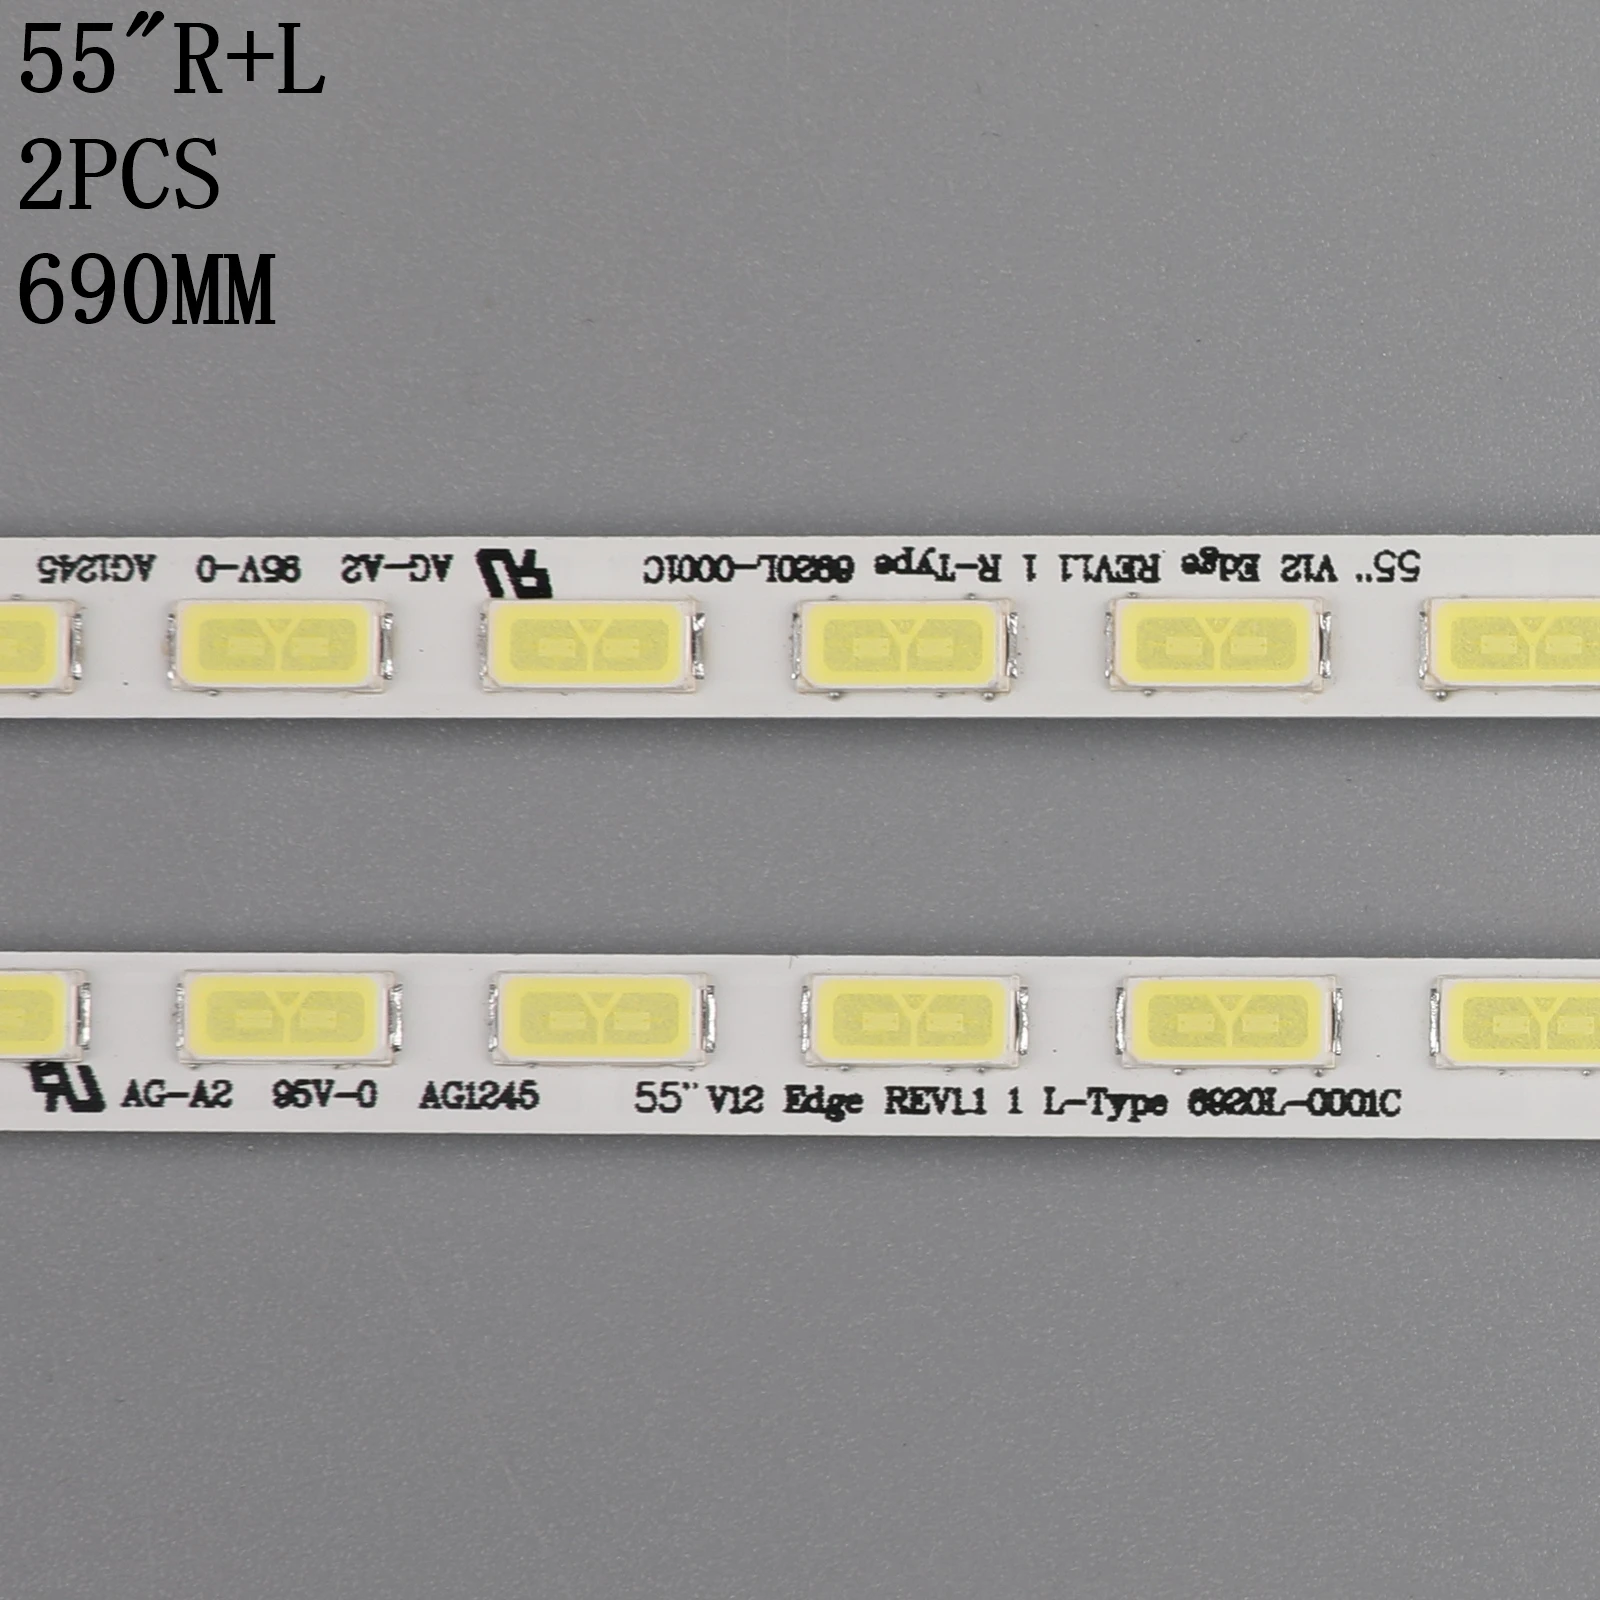 55"R+L
2PCS
690MM
55" V12 Edge REV1.1 1 R-Type 6920L-0001C AG-A2 95V-0 AG1245
AG-A2 95V-0 AG1245 55" V12 Edge REV1.1 1 L-Type 6920L-0001C